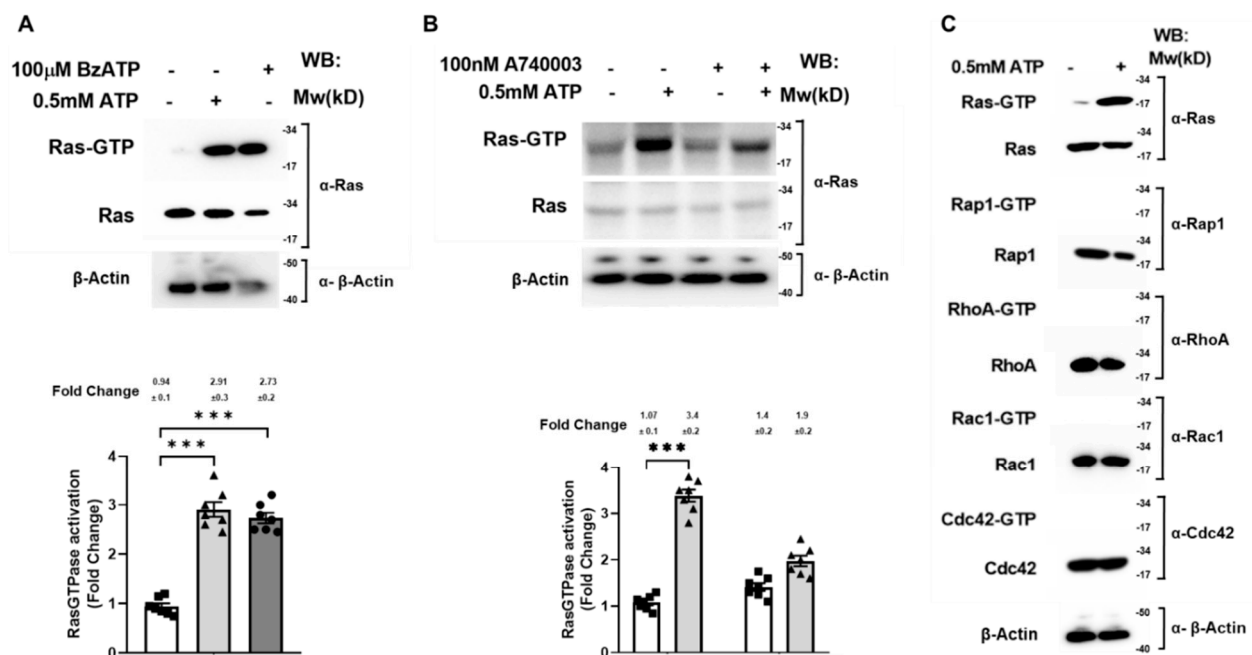 A
100µM BzATP - - + WB:
0.5mM ATP - + - Mw(kD)
Ras-GTP
-34
-17
α-Ras
Ras
-34
-17
β-Actin
-50
-40
α- β-Actin
Fold Change
0.94 2.91 2.73
± 0.1 ±0.3 ±0.2
***
***
RasGTPase activation
(Fold Change)
4
3
2
1
0
B
100nM A740003 - - + + WB:
0.5mM ATP - + - + Mw(kD)
Ras-GTP
-34
-17
α-Ras
Ras
-34
-17
β-Actin
-50
-40
α- β-Actin
Fold Change
1.07 3.4 1.4 1.9
± 0.1 ±0.2 ±0.2 ±0.2
***
RasGTPase activation
(Fold Change)
4
3
2
1
0
C
WB:
0.5mM ATP - + Mw(kD)
Ras-GTP
-34
-17
α-Ras
Ras
-34
-17
Rap1-GTP
-34
-17
α-Rap1
Rap1
-34
-17
RhoA-GTP
-34
-17
α-RhoA
RhoA
-34
-17
Rac1-GTP
-34
-17
α-Rac1
Rac1
-34
-17
Cdc42-GTP
-34
-17
α-Cdc42
Cdc42
-34
-17
β-Actin
-50
-40
α- β-Actin